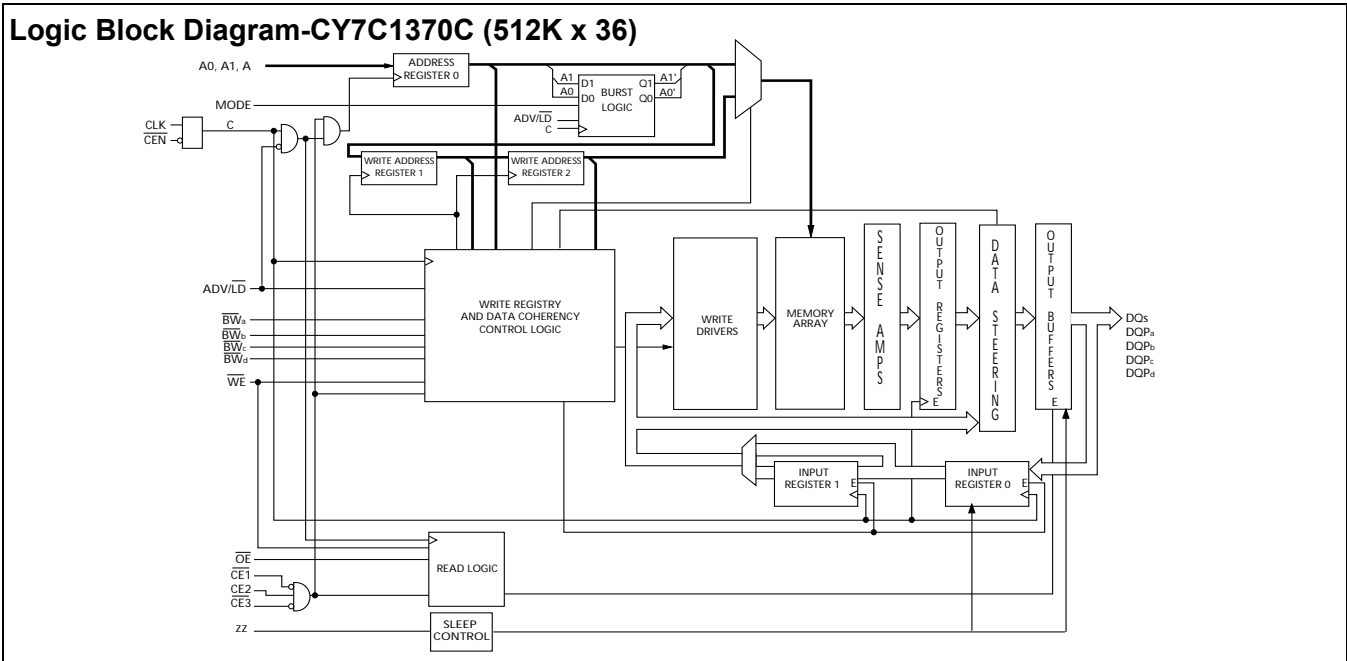 Logic Block Diagram-CY7C1370C (512K x 36)
A0, A1, A
ADDRESS
REGISTER 0
A1
D1
A0
D0
BURST
LOGIC
Q1
A1'
Q0
A0'
MODE
ADV/LD
C
CLK
C
CEN
WRITE ADDRESS
REGISTER 1
WRITE ADDRESS
REGISTER 2
ADV/LD
BWa
BWb
BWc
BWd
WE
WRITE REGISTRY
AND DATA COHERENCY
CONTROL LOGIC
WRITE
DRIVERS
MEMORY
ARRAY
SENSE AMPS
OUTPUT REGISTERS
E
DATA STEERING
OUTPUT BUFFERS
E
DQs
DQPa
DQPb
DQPc
DQPd
INPUT
REGISTER 1
E
INPUT
REGISTER 0
E
OE
CE1
CE2
CE3
READ LOGIC
ZZ
SLEEP
CONTROL